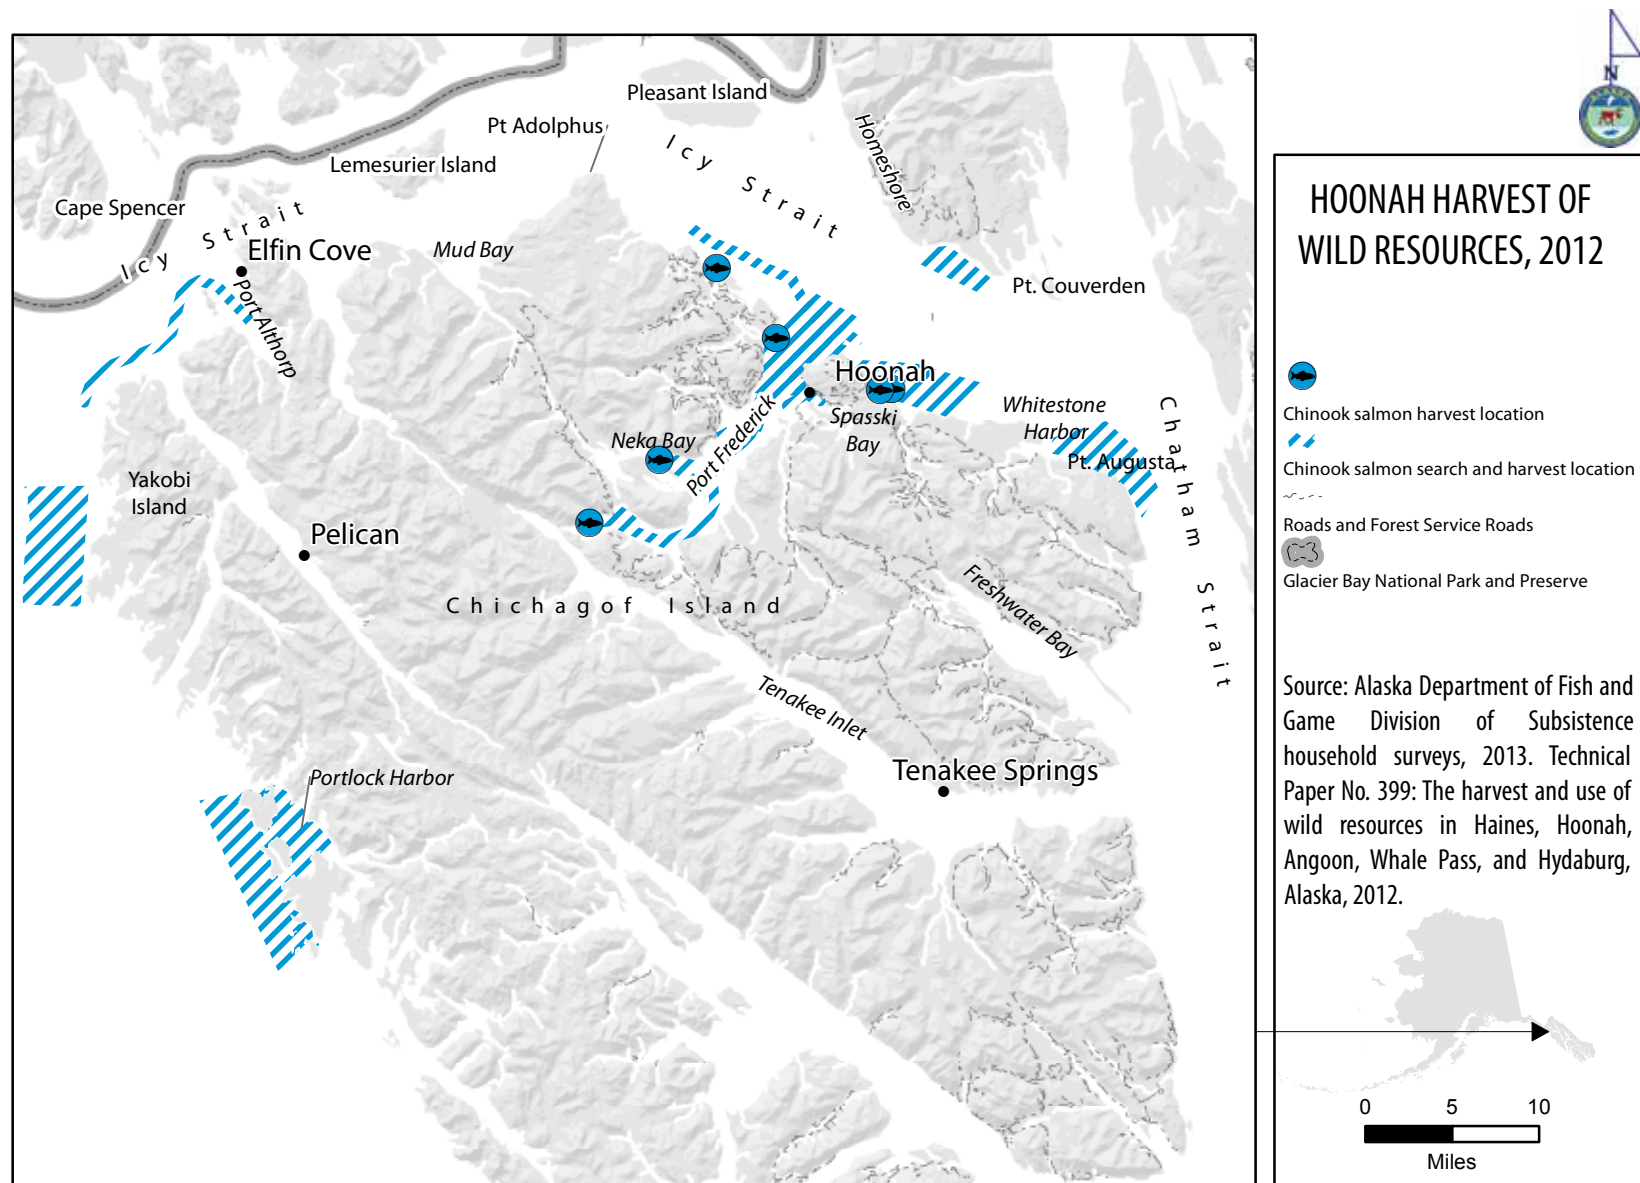 N
Pleasant Island
Pt Adolphus
Homeshore
Icy Strait
Lemesurier Island
Cape Spencer
Icy Strait
Elfin Cove
Mud Bay
Pt. Couverden
Port Althorp
Hoonah
Whitestone
Harbor
Spasski
Bay
Neka Bay
Port Frederick
Pt. Augusta
Chatham Strait
Yakobi
Island
Pelican
Chichagof Island
Freshwater Bay
Tenakee Inlet
Tenakee Springs
Portlock Harbor
HOONAH HARVEST OF
WILD RESOURCES, 2012
Chinook salmon harvest location
Chinook salmon search and harvest location
Roads and Forest Service Roads
Glacier Bay National Park and Preserve
Source: Alaska Department of Fish and
Game Division of Subsistence
household surveys, 2013. Technical
Paper No. 399: The harvest and use of
wild resources in Haines, Hoonah,
Angoon, Whale Pass, and Hydaburg,
Alaska, 2012.
0 5 10
Miles